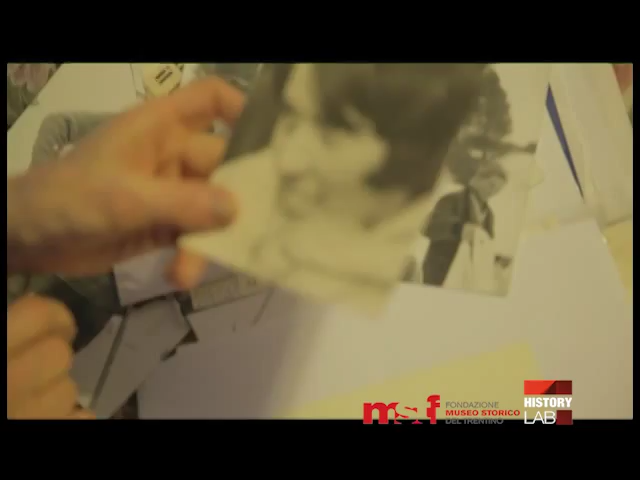 msf
FONDAZIONE
MUSEO STORICO
DEL TRENTINO
HISTORY
LAB